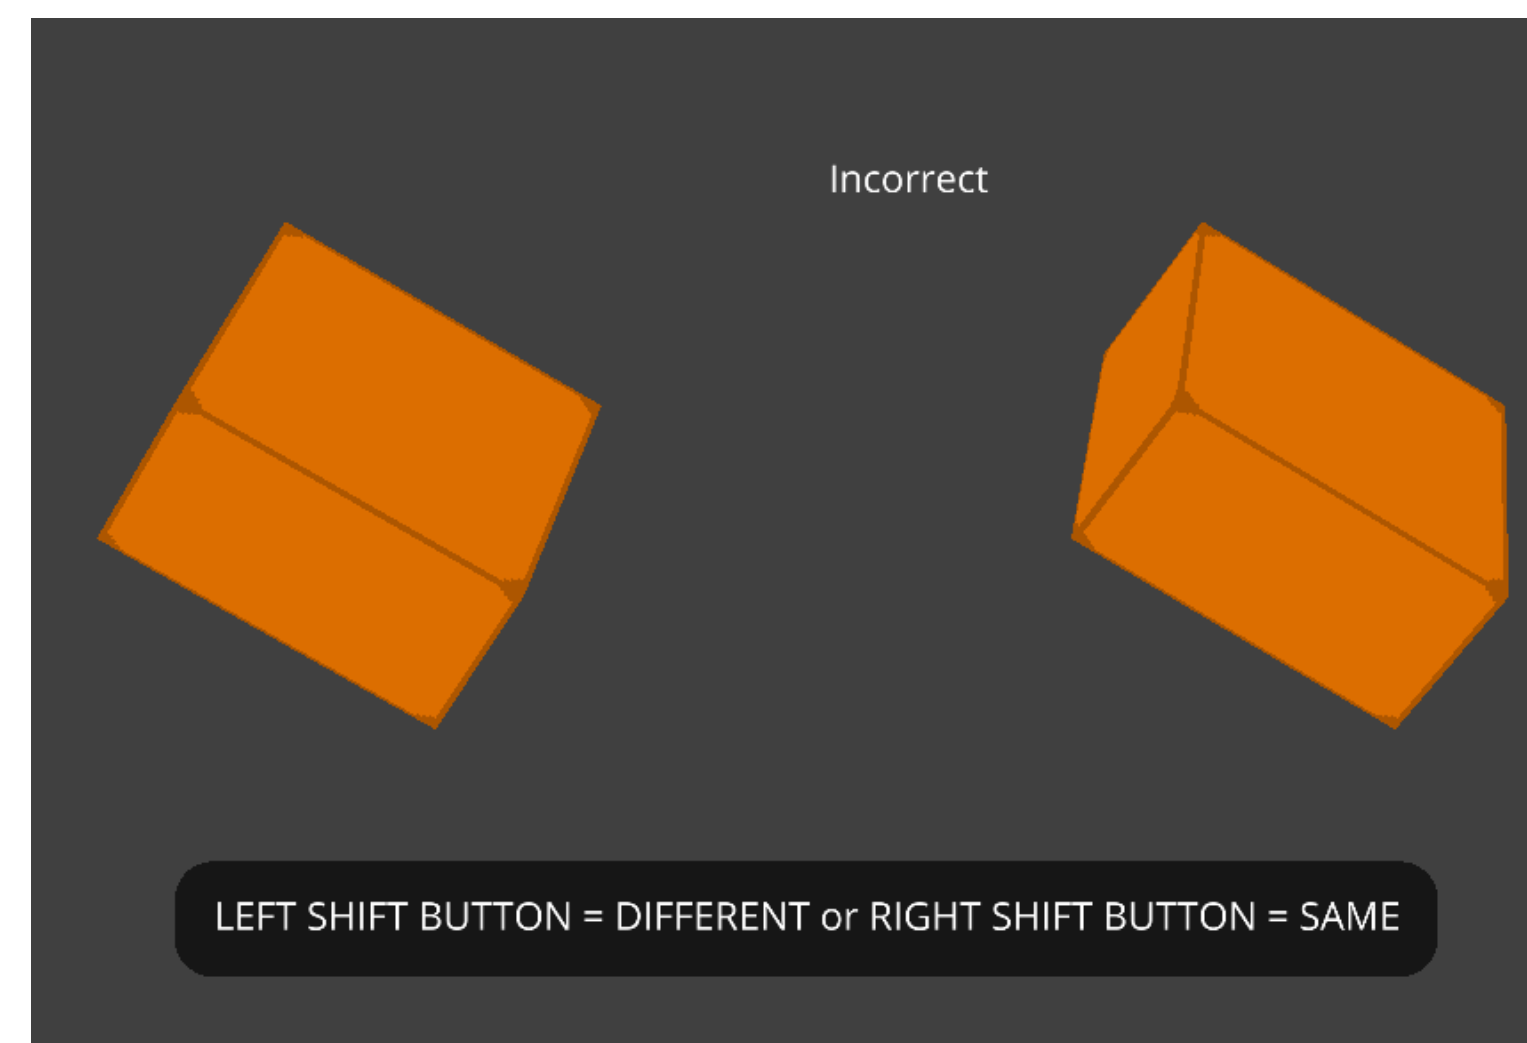 Incorrect
LEFT SHIFT BUTTON = DIFFERENT or RIGHT SHIFT BUTTON = SAME